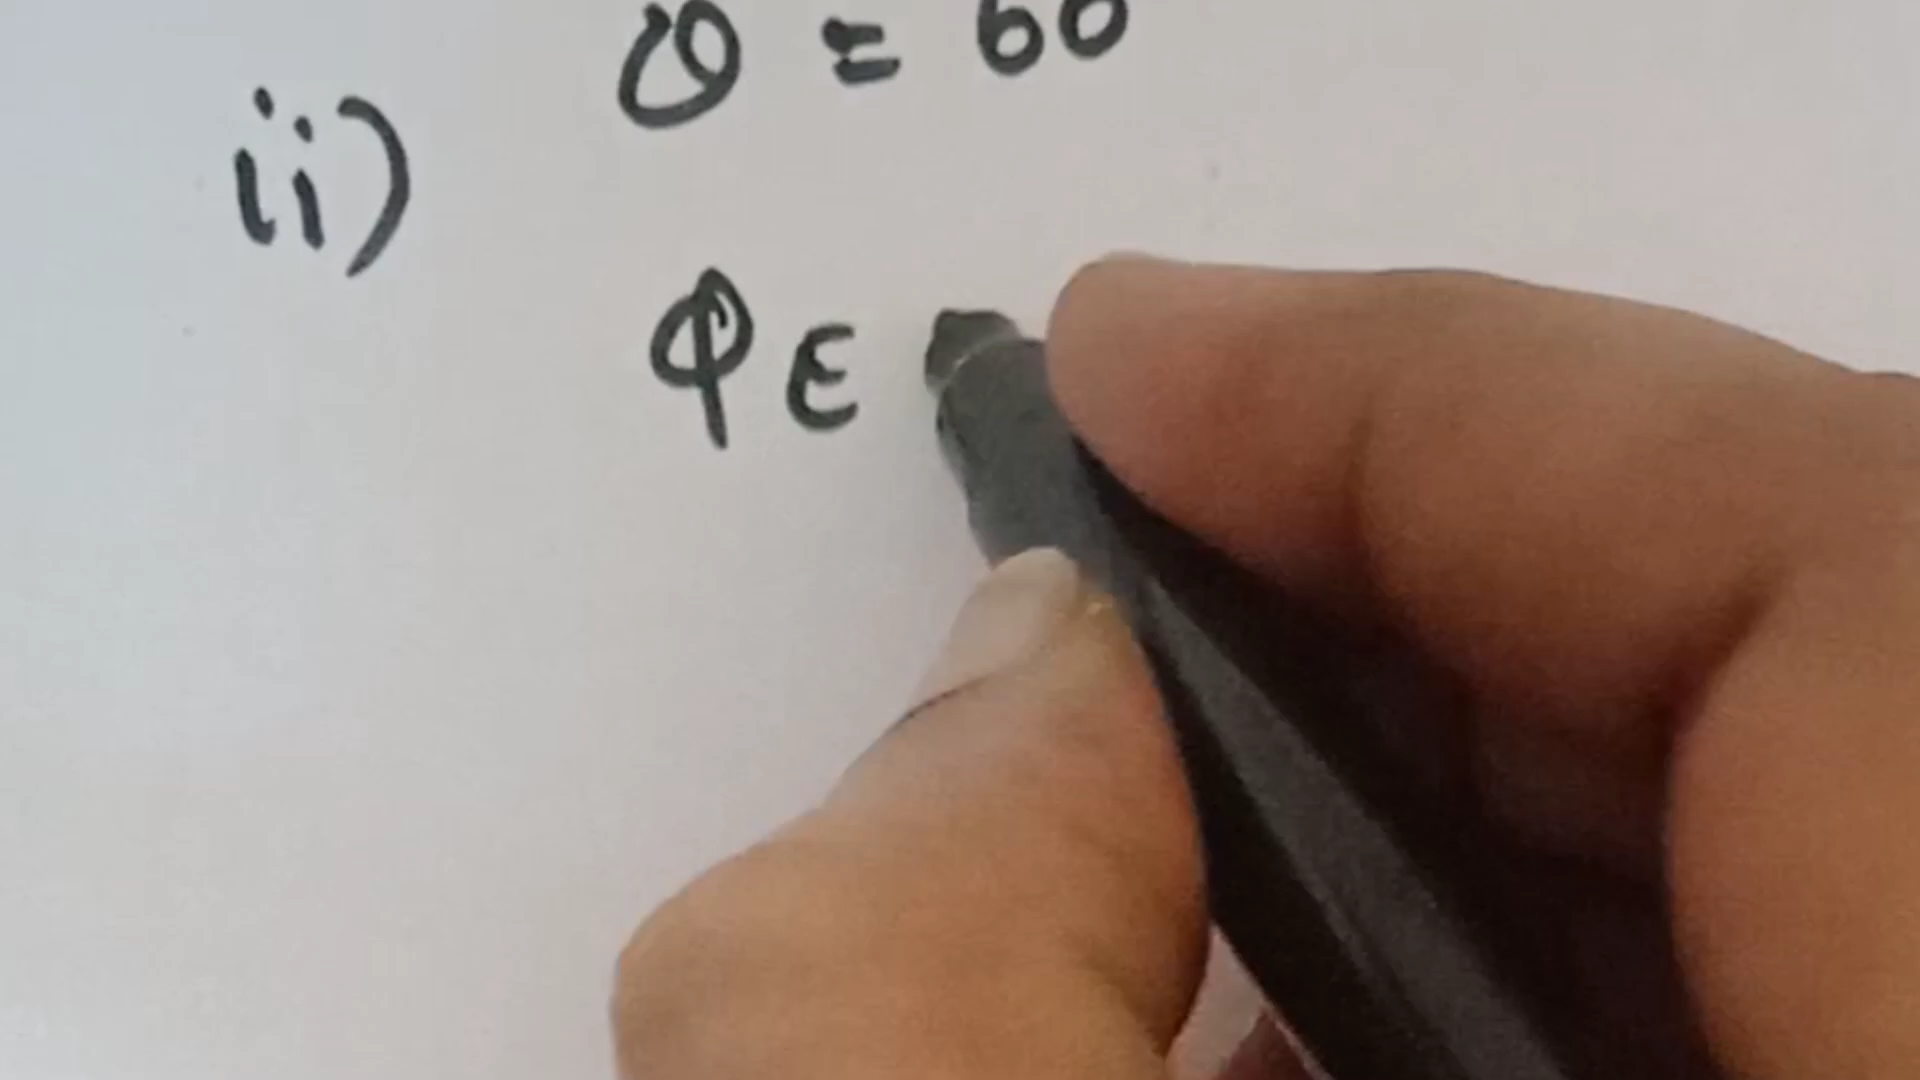 θ = 60
ii)
φE